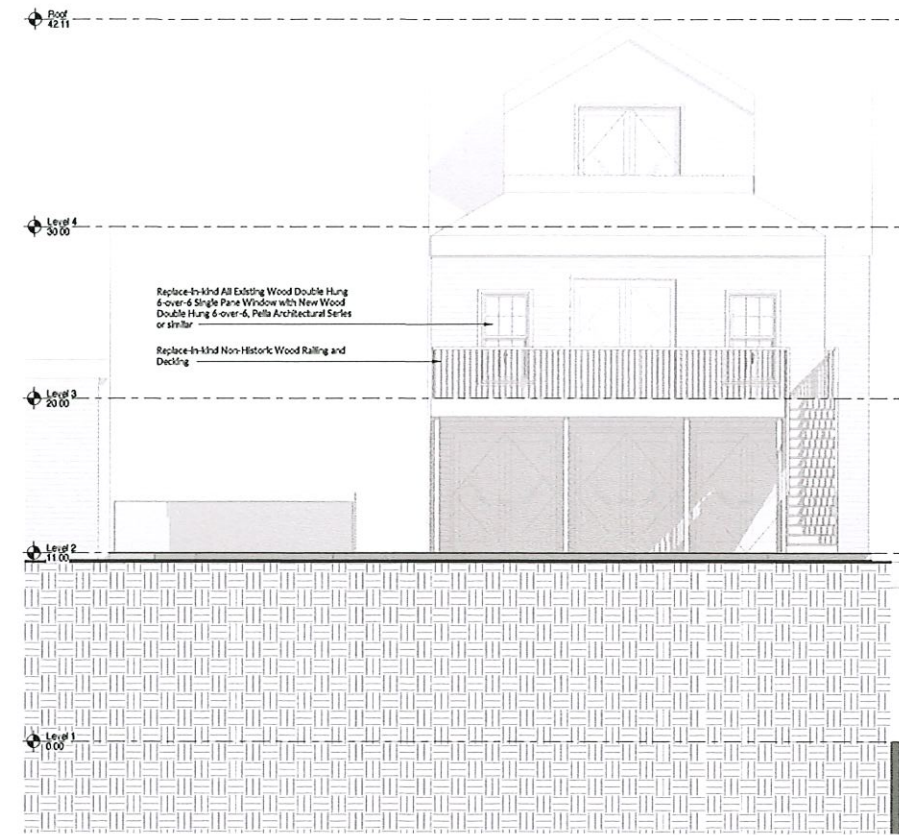 Roof
42.11
Level 4
30.00
Replace-in-kind All Existing Wood Double Hung
6-over-6 Single Pane Window with New Wood
Double Hung 6-over-6, Pella Architectural Series
or similar
Replace-in-kind Non-Historic Wood Railing and
Decking
Level 3
20.00
Level 2
11.00
Level 1
0.00